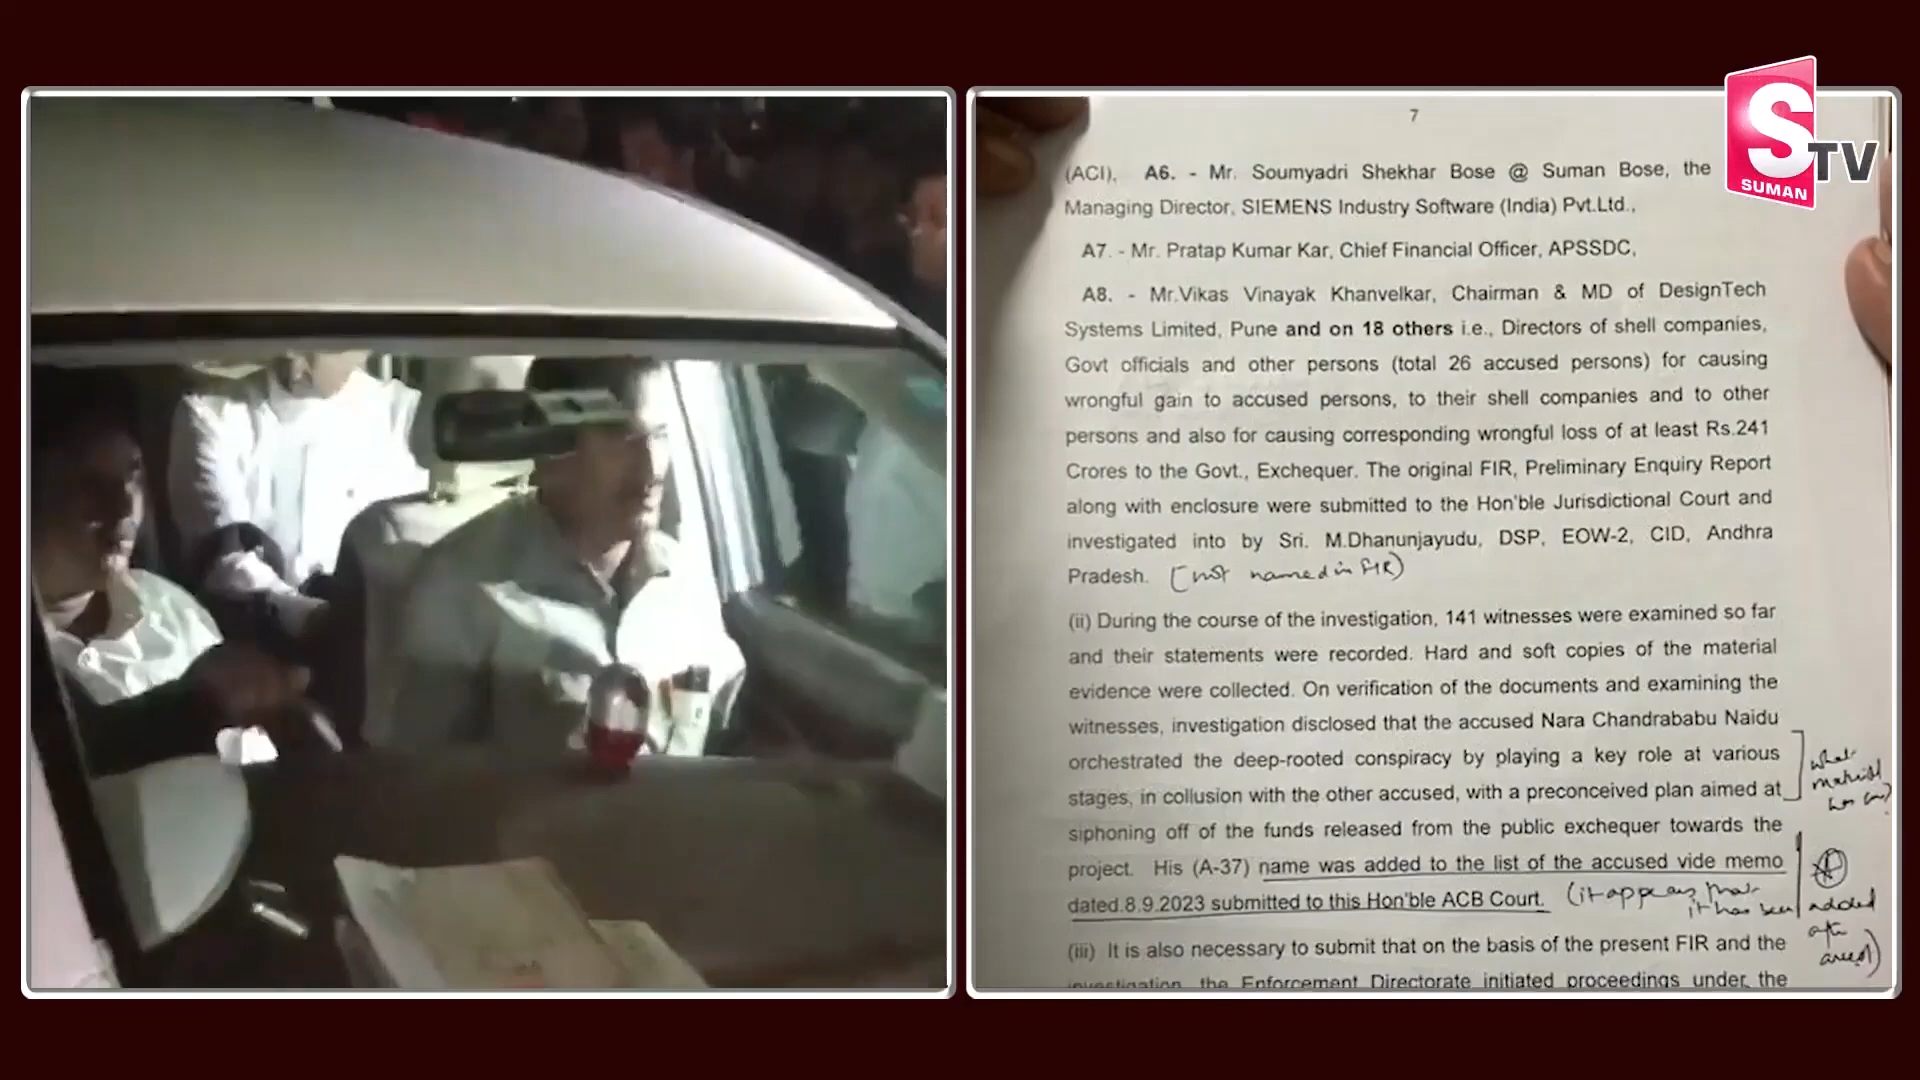 S
TV
SUMAN
7
(ACI), A6. - Mr. Soumyadri Shekhar Bose @ Suman Bose, the
Managing Director, SIEMENS Industry Software (India) Pvt.Ltd.,
A7. - Mr. Pratap Kumar Kar, Chief Financial Officer, APSSDC,
A8. - Mr.Vikas Vinayak Khanvelkar, Chairman & MD of DesignTech
Systems Limited, Pune and on 18 others i.e., Directors of shell companies,
Govt officials and other persons (total 26 accused persons) for causing
wrongful gain to accused persons, to their shell companies and to other
persons and also for causing corresponding wrongful loss of at least Rs.241
Crores to the Govt., Exchequer. The original FIR, Preliminary Enquiry Report
along with enclosure were submitted to the Hon'ble Jurisdictional Court and
investigated into by Sri. M.Dhanunjayudu, DSP, EOW-2, CID, Andhra
Pradesh. (not named in FIR)
(ii) During the course of the investigation, 141 witnesses were examined so far
and their statements were recorded. Hard and soft copies of the material
evidence were collected. On verification of the documents and examining the
witnesses, investigation disclosed that the accused Nara Chandrababu Naidu
orchestrated the deep-rooted conspiracy by playing a key role at various
stages, in collusion with the other accused, with a preconceived plan aimed at
what
material
siphoning off of the funds released from the public exchequer towards the
project. His (A-37) name was added to the list of the accused vide memo
dated.8.9.2023 submitted to this Hon'ble ACB Court. (it appears that
it has been added
after
arrest)
(iii) It is also necessary to submit that on the basis of the present FIR and the
investigation, the Enforcement Directorate initiated proceedings under the